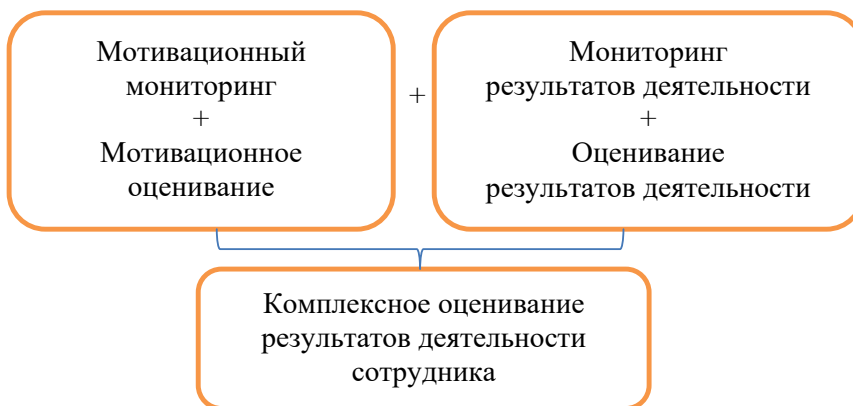 Мотивационный
мониторинг
+
Мотивационное
оценивание
+
Мониторинг
результатов деятельности
+
Оценивание
результатов деятельности
Комплексное оценивание
результатов деятельности
сотрудника